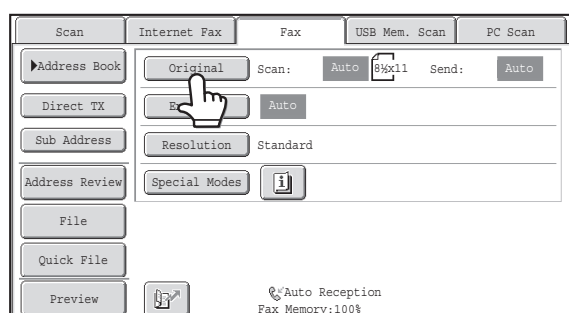 Scan Internet Fax Fax USB Mem. Scan PC Scan
Address Book Original Scan: Auto 8½x11 Send: Auto
Direct TX Auto
Sub Address Resolution Standard
Address Review Special Modes
File
Quick File
Preview Auto Reception
Fax Memory:100%